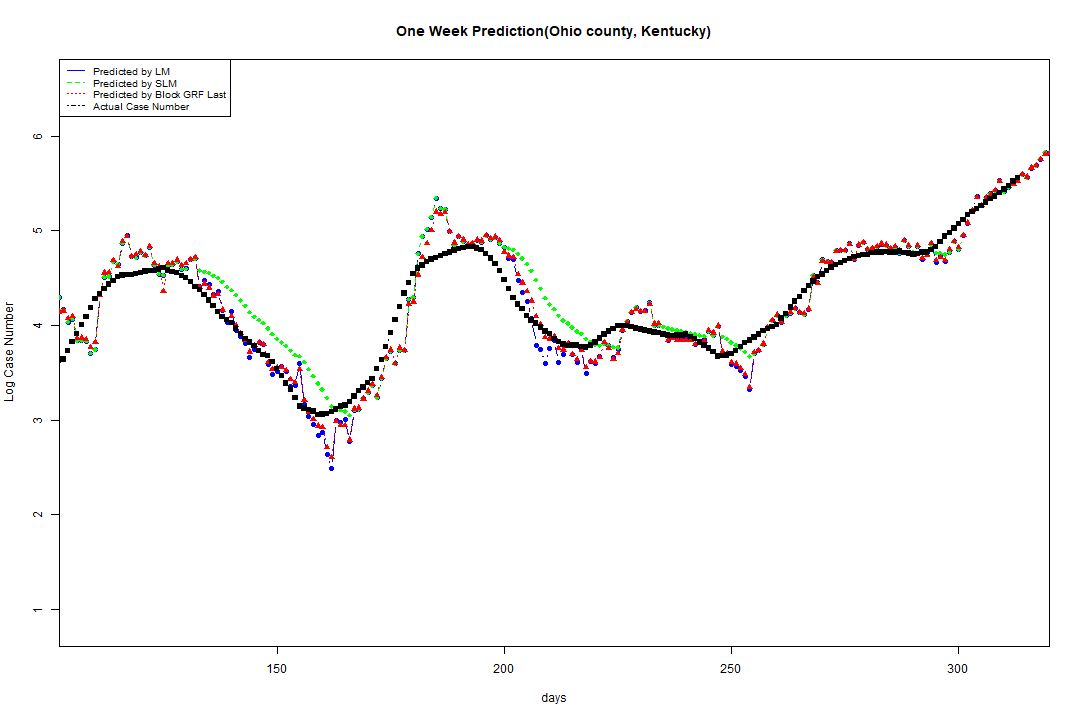 One Week Prediction(Ohio county, Kentucky)
Predicted by LM
Predicted by SLM
Predicted by Block GRF Last
Actual Case Number
6
5
4
3
2
1
Log Case Number
150
200
250
300
days